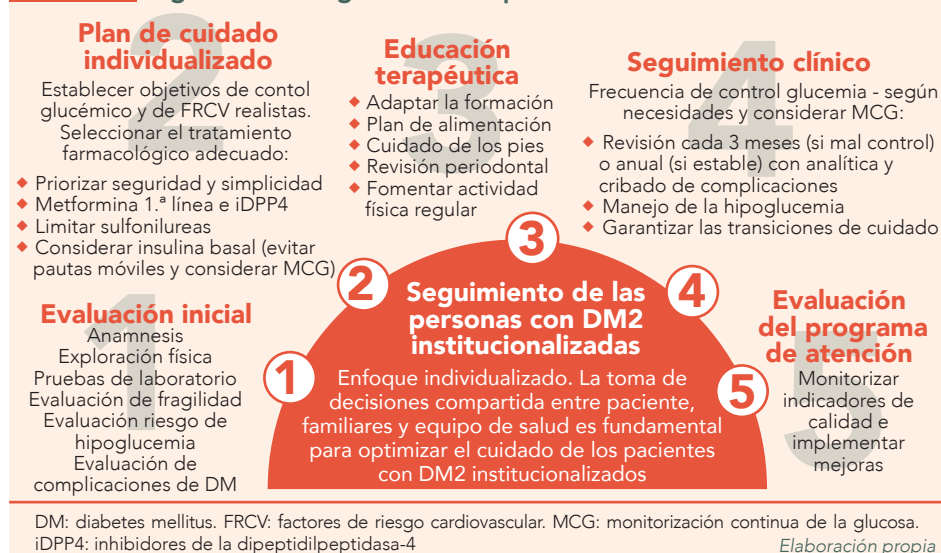 1
Evaluación inicial
Anamnesis
Exploración física
Pruebas de laboratorio
Evaluación de fragilidad
Evaluación riesgo de
hipoglucemia
Evaluación de
complicaciones de DM
2
Plan de cuidado
individualizado
Establecer objetivos de contol
glucémico y de FRCV realistas.
Seleccionar el tratamiento
farmacológico adecuado:
◆ Priorizar seguridad y simplicidad
◆ Metformina 1.ª línea e iDPP4
◆ Limitar sulfonilureas
◆ Considerar insulina basal (evitar
pautas móviles y considerar MCG)
3
Educación
terapéutica
◆ Adaptar la formación
◆ Plan de alimentación
◆ Cuidado de los pies
◆ Revisión periodontal
◆ Fomentar actividad
física regular
4
Seguimiento clínico
Frecuencia de control glucemia - según
necesidades y considerar MCG:
◆ Revisión cada 3 meses (si mal control)
o anual (si estable) con analítica y
cribado de complicaciones
◆ Manejo de la hipoglucemia
◆ Garantizar las transiciones de cuidado
5
Evaluación
del programa
de atención
Monitorizar
indicadores de
calidad e
implementar
mejoras
1
2
3
4
5
Seguimiento de las
personas con DM2
institucionalizadas
Enfoque individualizado. La toma de
decisiones compartida entre paciente,
familiares y equipo de salud es fundamental
para optimizar el cuidado de los pacientes
con DM2 institucionalizados
DM: diabetes mellitus. FRCV: factores de riesgo cardiovascular. MCG: monitorización continua de la glucosa.
iDPP4: inhibidores de la dipeptidilpeptidasa-4
Elaboración propia